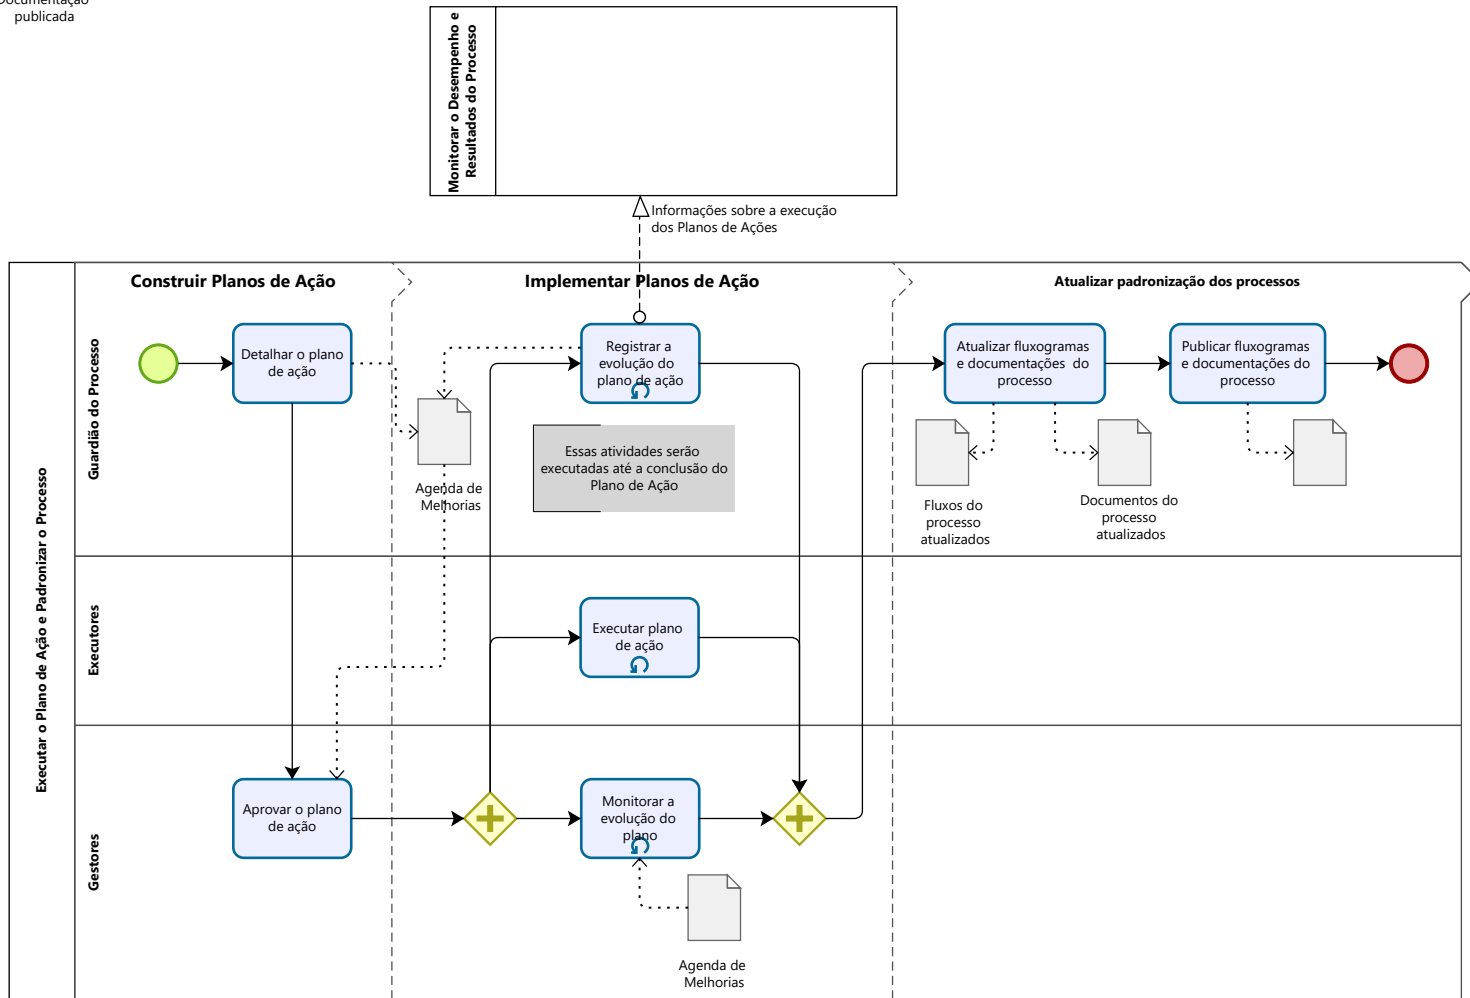 Documentação
publicada
Monitorar o Desempenho e
Resultados do Processo
Informações sobre a execução
dos Planos de Ações
Executar o Plano de Ação e Padronizar o Processo
Construir Planos de Ação
Implementar Planos de Ação
Atualizar padronização dos processos
Guardião do Processo
Detalhar o plano
de ação
Registrar a
evolução do
plano de ação
Atualizar fluxogramas
e documentações do
processo
Publicar fluxogramas
e documentações do
processo
Agenda de
Melhorias
Essas atividades serão
executadas até a conclusão do
Plano de Ação
Fluxos do
processo
atualizados
Documentos do
processo
atualizados
Executores
Executar plano
de ação
Gestores
Aprovar o plano
de ação
Monitorar a
evolução do
plano
Agenda de
Melhorias